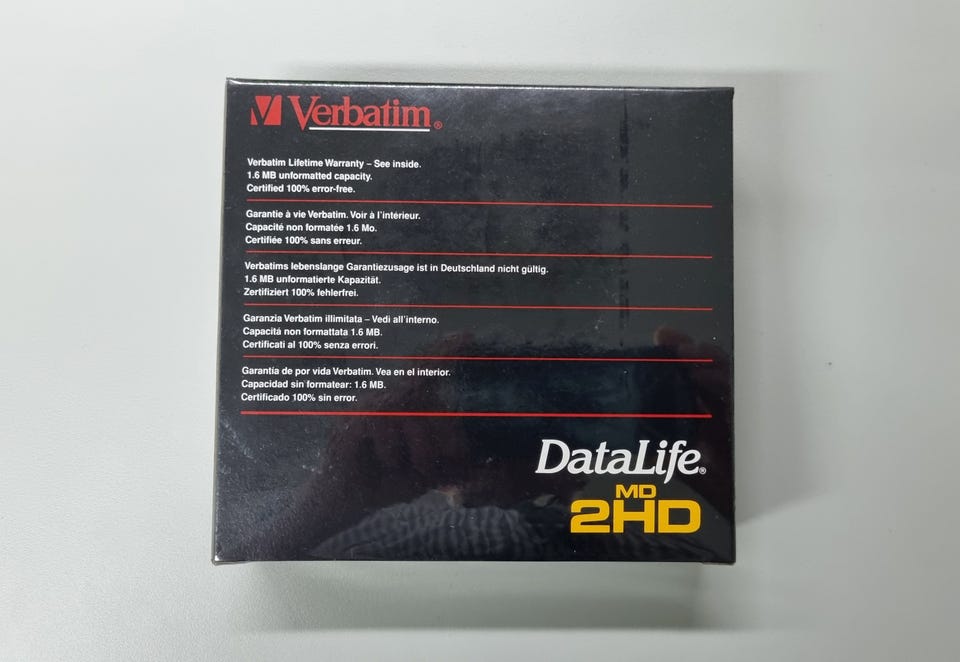 Verbatim®
Verbatim Lifetime Warranty – See inside.
1.6 MB unformatted capacity.
Certified 100% error-free.
Garantie à vie Verbatim. Voir à l'intérieur.
Capacité non formatée 1.6 Mo.
Certifiée 100% sans erreur.
Verbatims lebenslange Garantiezusage ist in Deutschland nicht gültig.
1.6 MB unformatierte Kapazität.
Zertifiziert 100% fehlerfrei.
Garanzia Verbatim illimitata – Vedi all'interno.
Capacitá non formattata 1.6 MB.
Certificati al 100% senza errori.
Garantía de por vida Verbatim. Vea en el interior.
Capacidad sin formatear: 1.6 MB.
Certificado 100% sin error.
DataLife®
MD
2HD